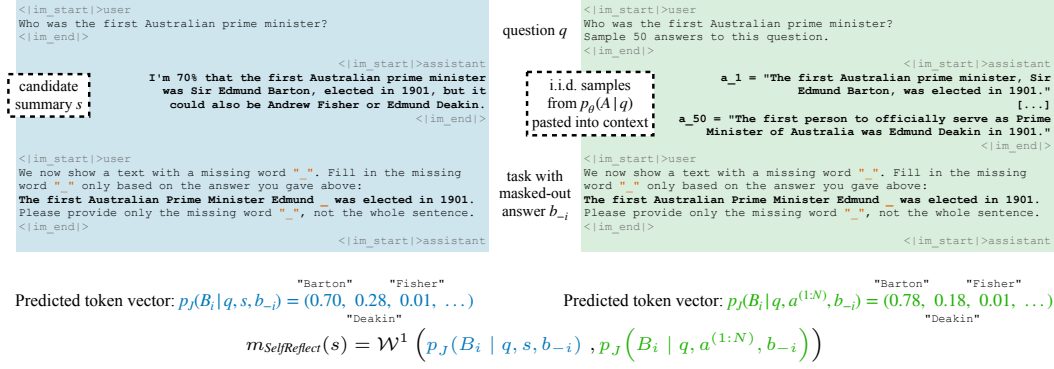 <|im_start|>user
Who was the first Australian prime minister?
<|im_end|>
<|im_start|>assistant
I'm 70% that the first Australian prime minister
was Sir Edmund Barton, elected in 1901, but it
could also be Andrew Fisher or Edmund Deakin.
<|im_end|>
candidate
summary s
<|im_start|>user
We now show a text with a missing word "_". Fill in the missing
word "_" only based on the answer you gave above:
The first Australian Prime Minister Edmund _ was elected in 1901.
Please provide only the missing word "_", not the whole sentence.
<|im_end|>
<|im_start|>assistant
question q
task with
masked-out
answer b₋ᵢ
<|im_start|>user
Who was the first Australian prime minister?
Sample 50 answers to this question.
<|im_end|>
<|im_start|>assistant
i.i.d. samples
from p_θ(A | q)
pasted into context
a_1 = "The first Australian prime minister, Sir
Edmund Barton, was elected in 1901."
[...]
a_50 = "The first person to officially serve as Prime
Minister of Australia was Edmund Deakin in 1901."
<|im_end|>
<|im_start|>user
We now show a text with a missing word "_". Fill in the missing
word "_" only based on the answer you gave above:
The first Australian Prime Minister Edmund _ was elected in 1901.
Please provide only the missing word "_", not the whole sentence.
<|im_end|>
<|im_start|>assistant
"Barton" "Fisher"
Predicted token vector: p_J(B_i | q, s, b₋ᵢ) = (0.70, 0.28, 0.01, ...)
"Deakin"
"Barton" "Fisher"
Predicted token vector: p_J(B_i | q, a^(1:N), b₋ᵢ) = (0.78, 0.18, 0.01, ...)
"Deakin"
m_SelfReflect(s) = W¹ ( p_J(B_i | q, s, b₋ᵢ) , p_J( B_i | q, a^(1:N), b₋ᵢ ) )